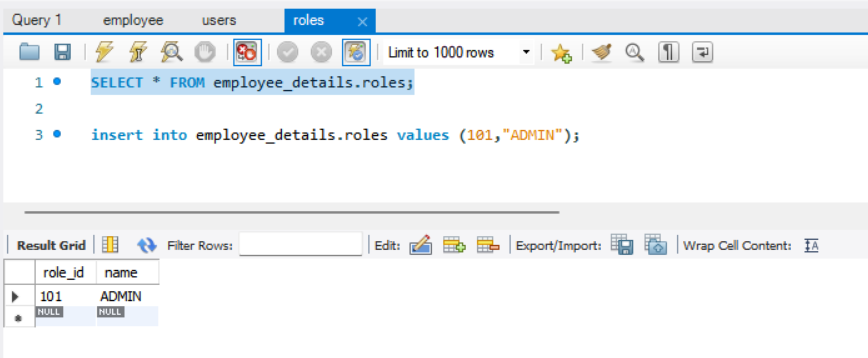 Query 1 employee users roles ×
Limit to 1000 rows
1 SELECT * FROM employee_details.roles;
2
3 insert into employee_details.roles values (101,"ADMIN");
Result Grid Filter Rows: Edit: Export/Import: Wrap Cell Content: IA
role_id name
101 ADMIN
NULL NULL